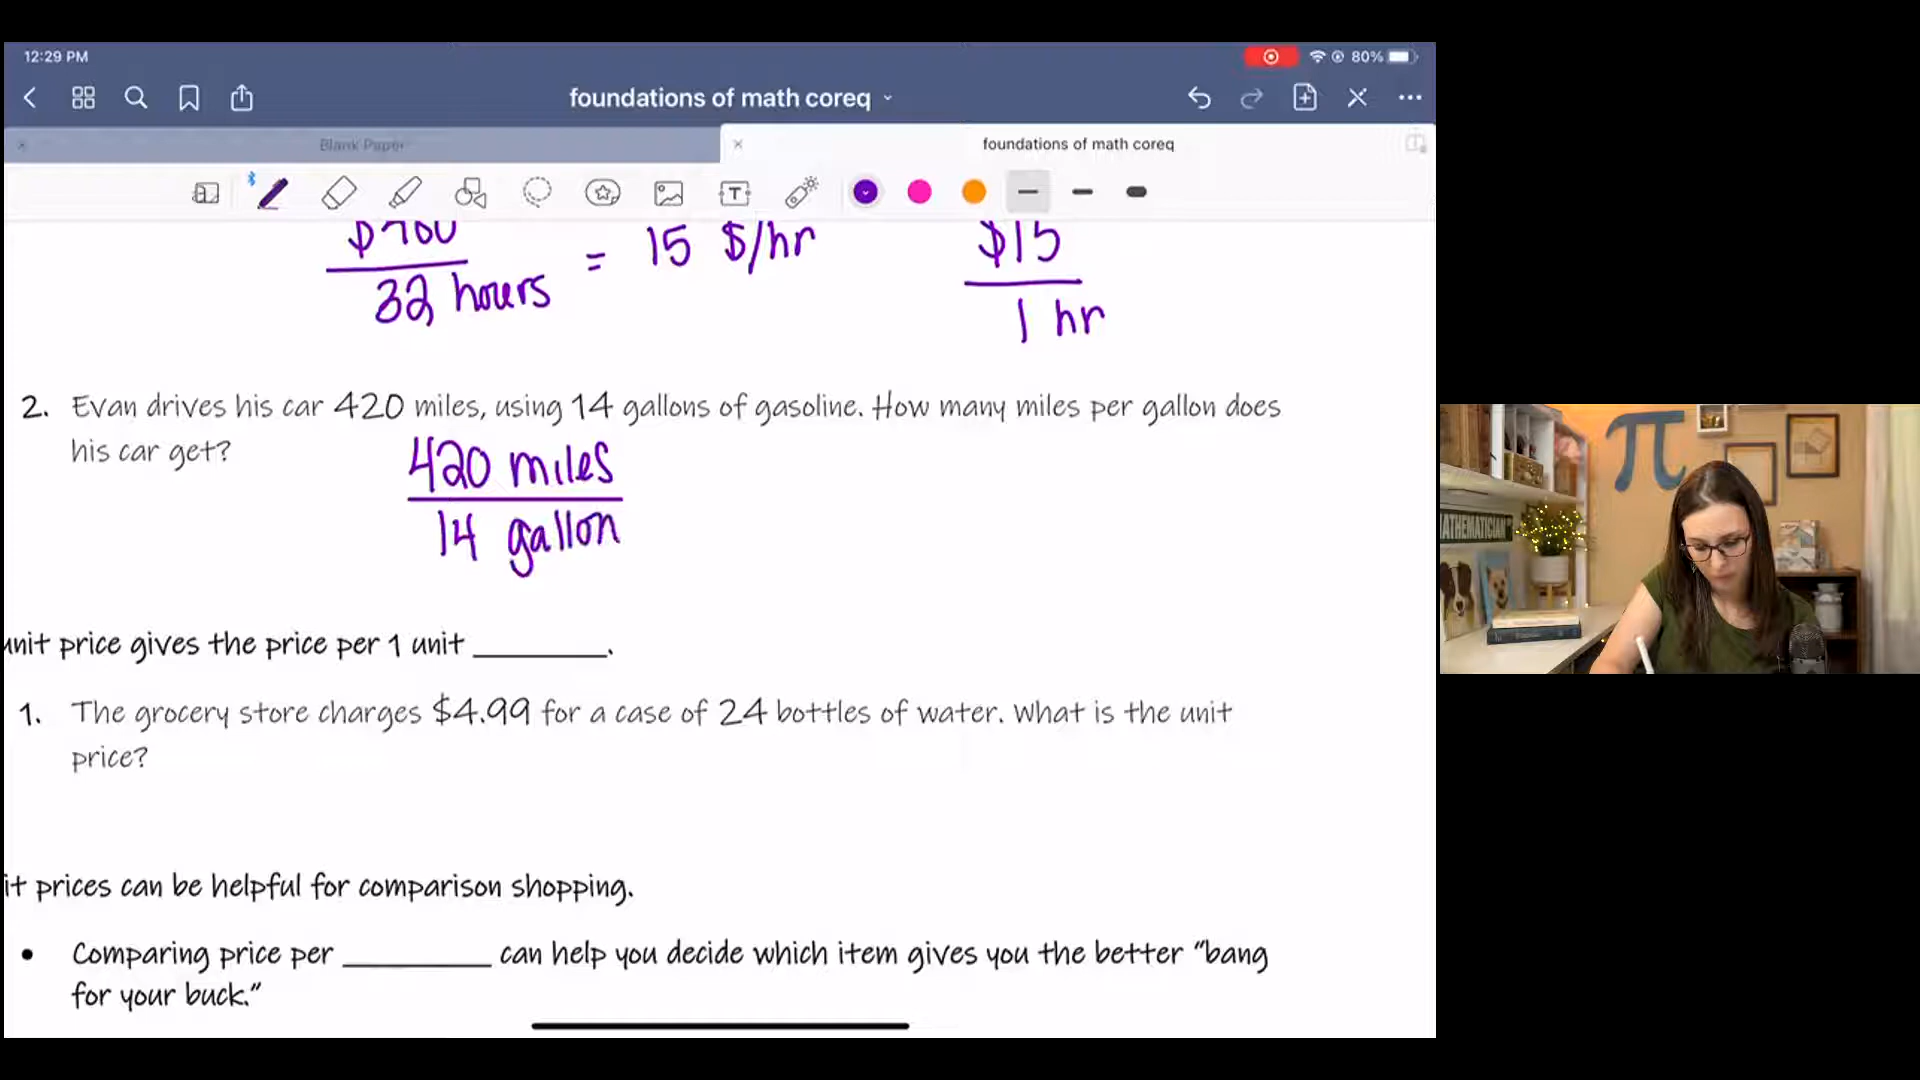 12:29 PM
80%
foundations of math coreq
Blank Paper
foundations of math coreq
T
32 hours
= 15 $/hr
$15
1 hr
2. Evan drives his car 420 miles, using 14 gallons of gasoline. How many miles per gallon does
his car get?
420 miles
14 gallon
unit price gives the price per 1 unit ________.
1. The grocery store charges $4.99 for a case of 24 bottles of water. What is the unit
price?
it prices can be helpful for comparison shopping.
• Comparing price per _________ can help you decide which item gives you the better “bang
for your buck.”
π
MATHEMATICIAN